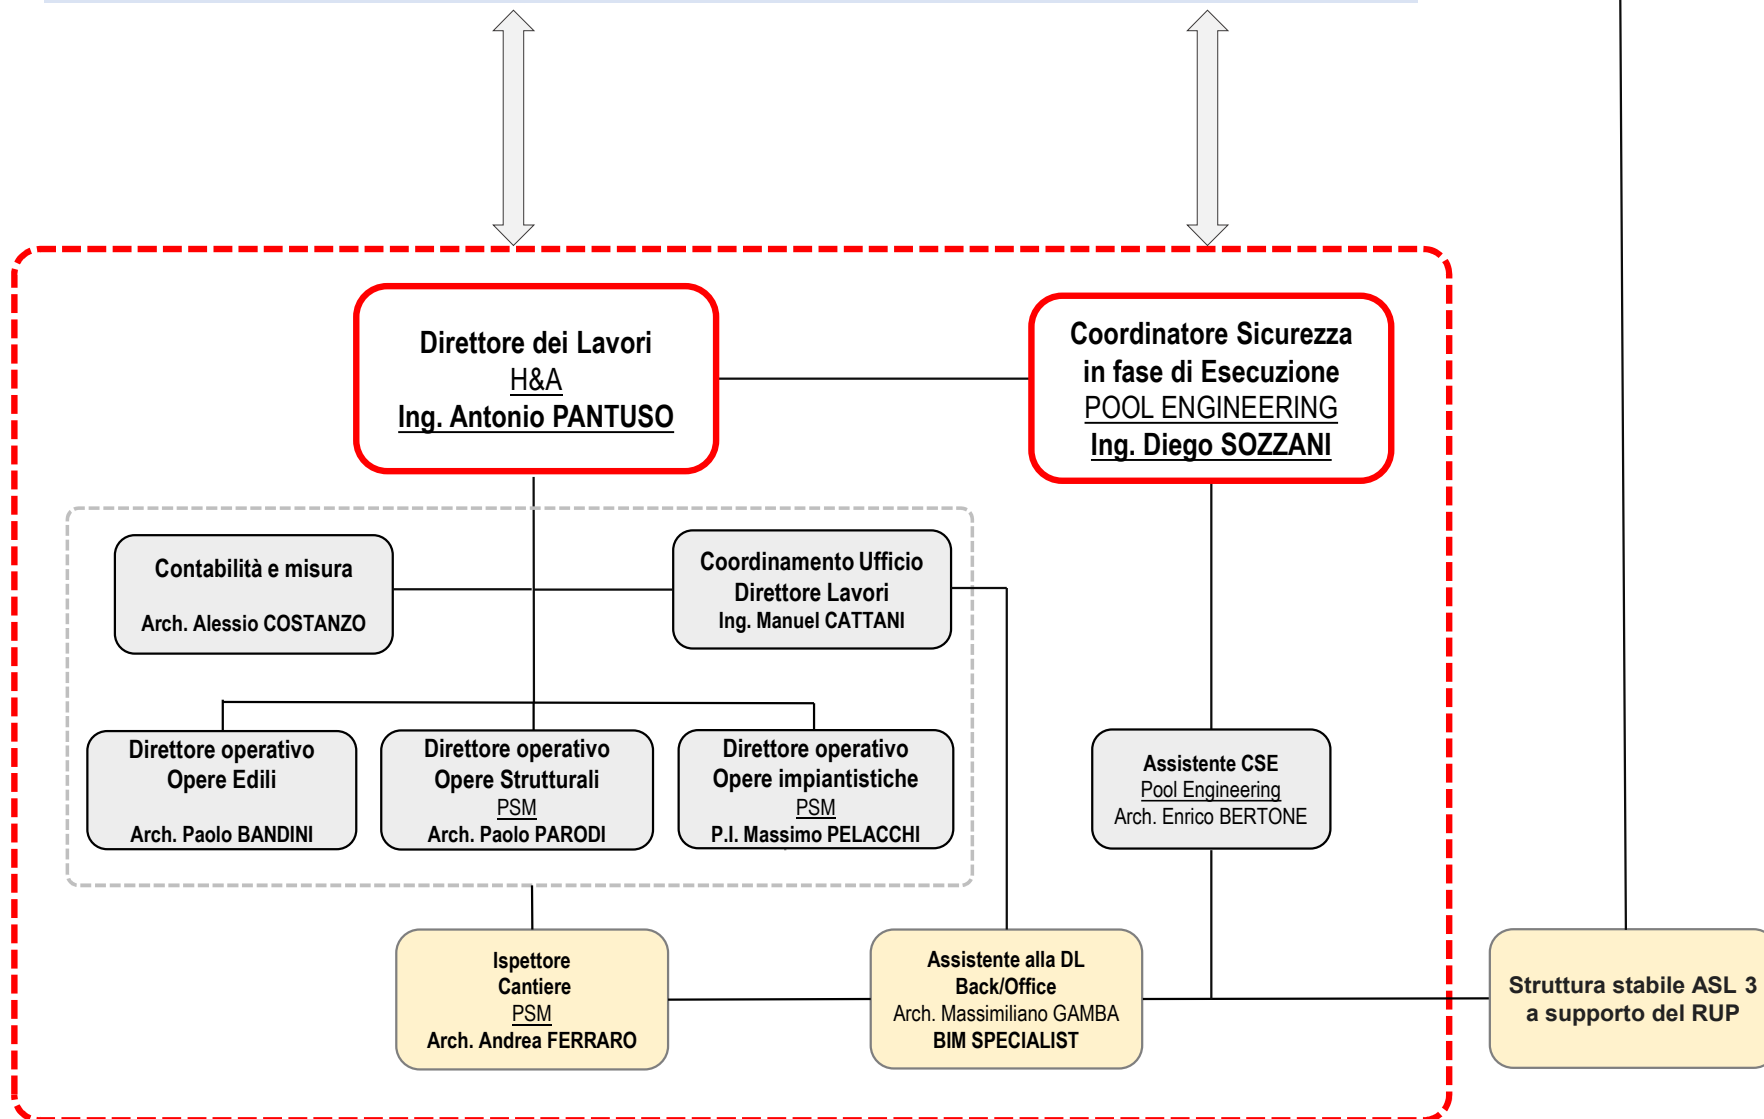 Direttore dei Lavori
H&A
Ing. Antonio PANTUSO
Coordinatore Sicurezza
in fase di Esecuzione
POOL ENGINEERING
Ing. Diego SOZZANI
Contabilità e misura
Arch. Alessio COSTANZO
Coordinamento Ufficio
Direttore Lavori
Ing. Manuel CATTANI
Direttore operativo
Opere Edili
Arch. Paolo BANDINI
Direttore operativo
Opere Strutturali
PSM
Arch. Paolo PARODI
Direttore operativo
Opere impiantistiche
PSM
P.I. Massimo PELACCHI
Assistente CSE
Pool Engineering
Arch. Enrico BERTONE
Ispettore
Cantiere
PSM
Arch. Andrea FERRARO
Assistente alla DL
Back/Office
Arch. Massimiliano GAMBA
BIM SPECIALIST
Struttura stabile ASL 3
a supporto del RUP